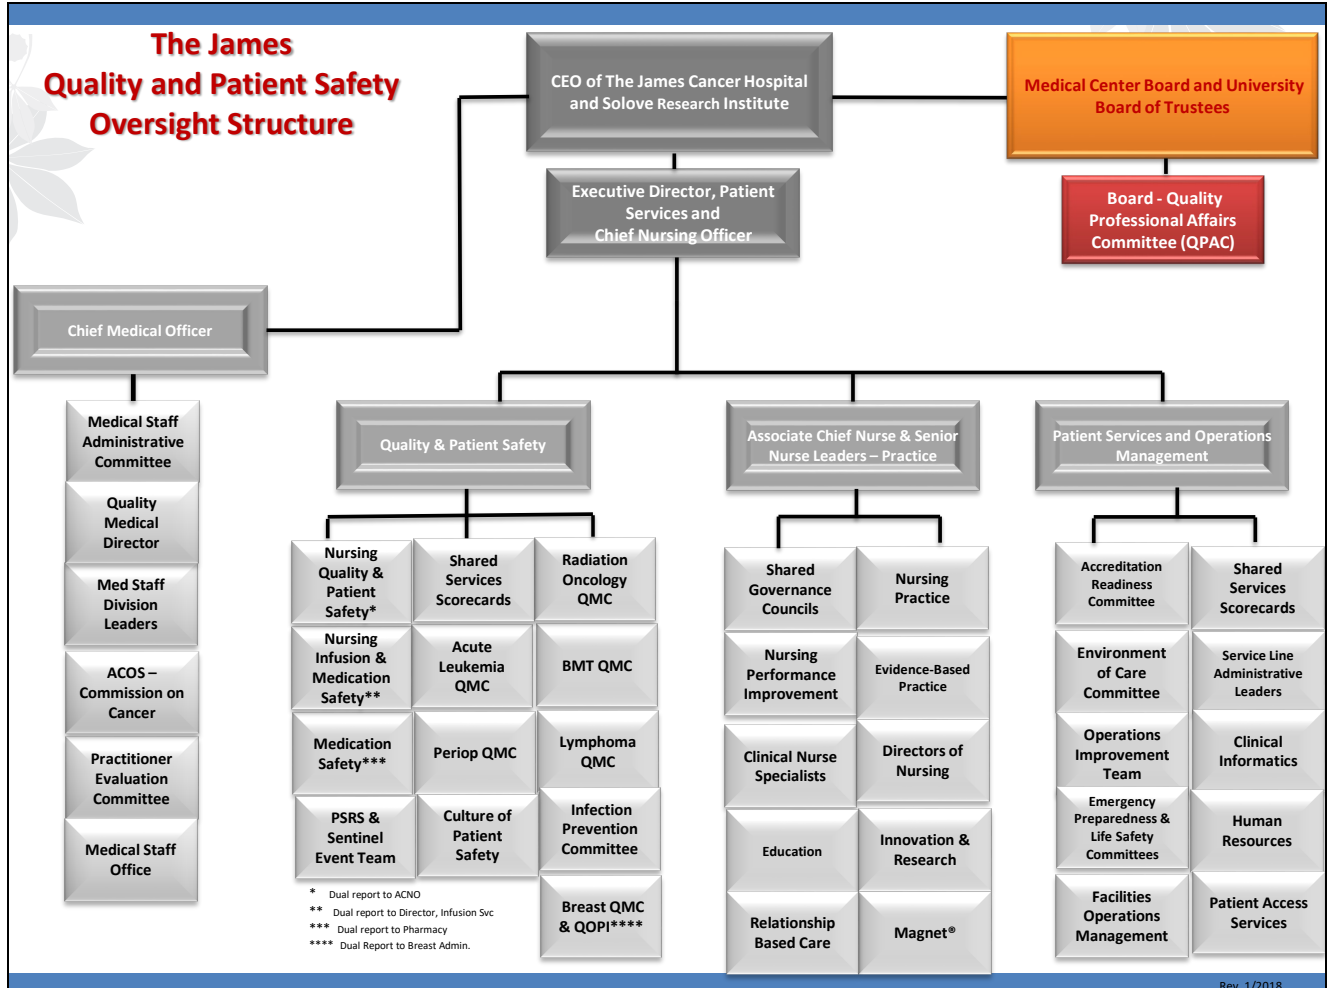 The James
Quality and Patient Safety
Oversight Structure
CEO of The James Cancer Hospital
and Solove Research Institute
Medical Center Board and University
Board of Trustees
Executive Director, Patient
Services and
Chief Nursing Officer
Board - Quality
Professional Affairs
Committee (QPAC)
Chief Medical Officer
Medical Staff
Administrative
Committee
Quality
Medical
Director
Med Staff
Division
Leaders
ACOS –
Commission on
Cancer
Practitioner
Evaluation
Committee
Medical Staff
Office
Quality & Patient Safety
Nursing
Quality &
Patient
Safety*
Shared
Services
Scorecards
Radiation
Oncology
QMC
Nursing
Infusion &
Medication
Safety**
Acute
Leukemia
QMC
BMT QMC
Medication
Safety***
Periop QMC
Lymphoma
QMC
PSRS &
Sentinel
Event Team
Culture of
Patient
Safety
Infection
Prevention
Committee
Breast QMC
& QOPI****
* Dual report to ACNO
** Dual report to Director, Infusion Svc
*** Dual report to Pharmacy
**** Dual Report to Breast Admin.
Associate Chief Nurse & Senior
Nurse Leaders – Practice
Shared
Governance
Councils
Nursing
Practice
Nursing
Performance
Improvement
Evidence-Based
Practice
Clinical Nurse
Specialists
Directors of
Nursing
Education
Innovation &
Research
Relationship
Based Care
Magnet®
Patient Services and Operations
Management
Accreditation
Readiness
Committee
Shared
Services
Scorecards
Environment
of Care
Committee
Service Line
Administrative
Leaders
Operations
Improvement
Team
Clinical
Informatics
Emergency
Preparedness &
Life Safety
Committees
Human
Resources
Facilities
Operations
Management
Patient Access
Services
Rev. 1/2018